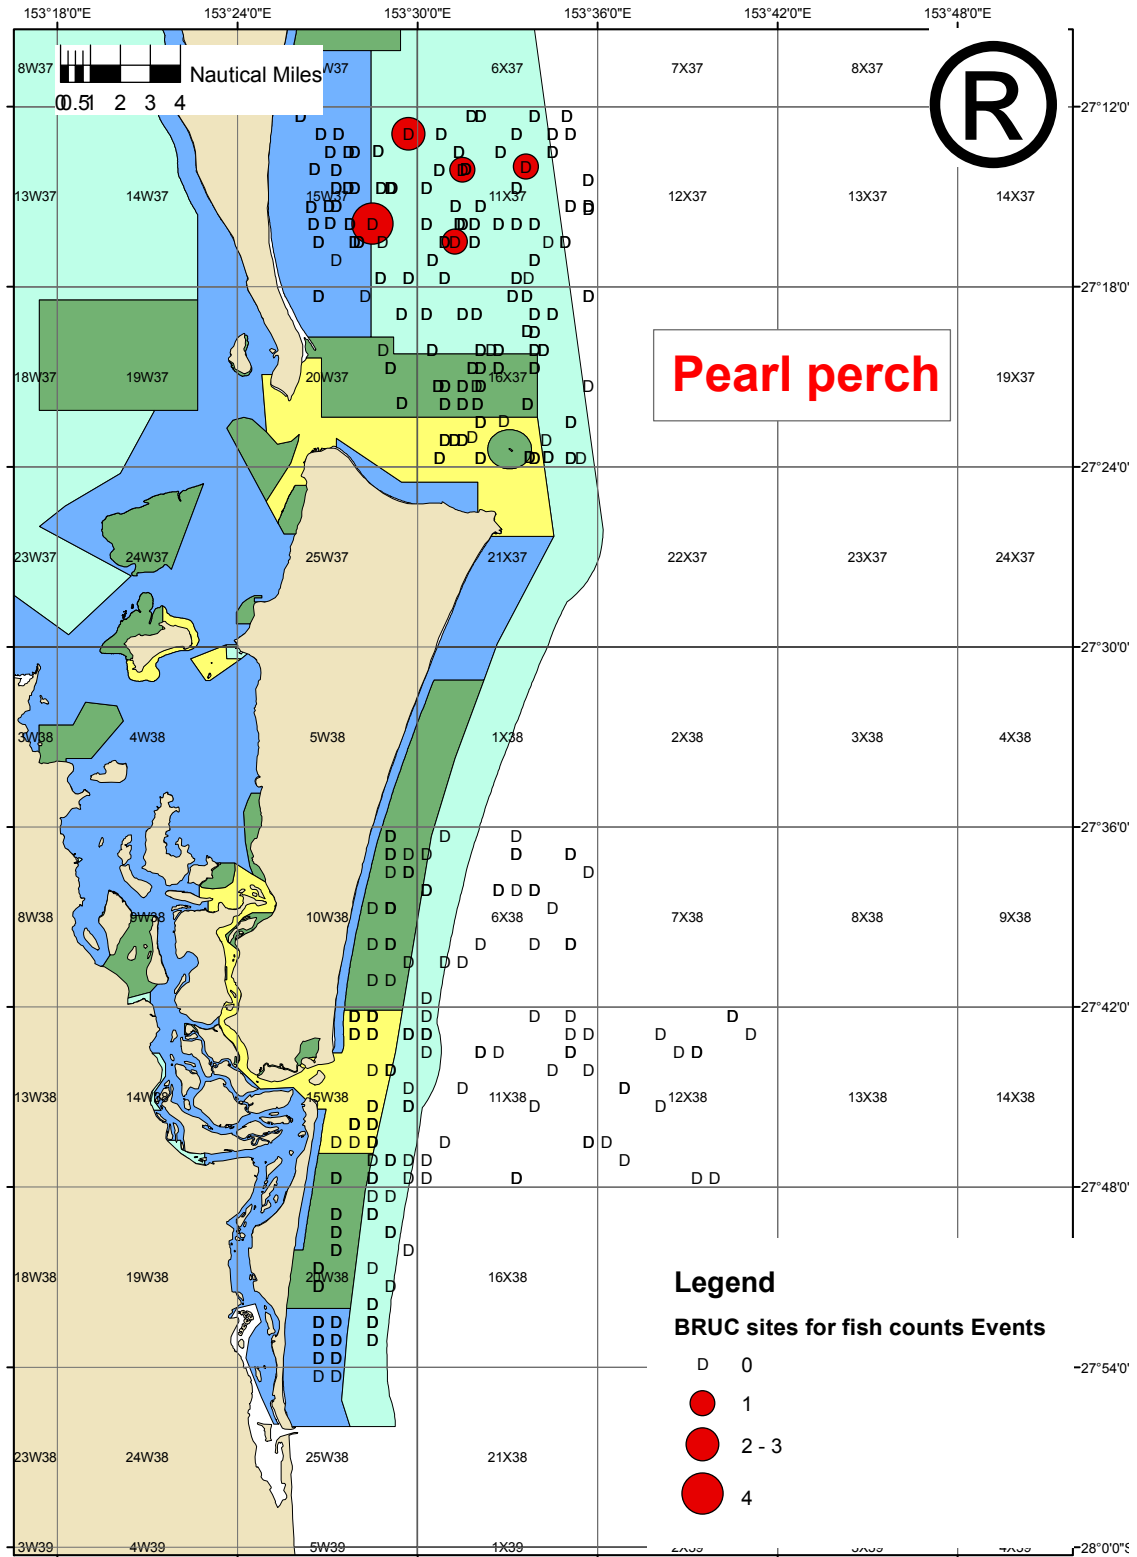 153°18'0"E 153°24'0"E 153°30'0"E 153°36'0"E 153°42'0"E 153°48'0"E
8W37 W37 6X37 7X37 8X37
Nautical Miles
0 0.5 1 2 3 4
®
27°12'0"
13W37 14W37 15W37 11X37 12X37 13X37 14X37
27°18'0"
Pearl perch
18W37 19W37 20W37 16X37 19X37
27°24'0"
23W37 24W37 25W37 21X37 22X37 23X37 24X37
27°30'0"
3W38 4W38 5W38 1X38 2X38 3X38 4X38
27°36'0"
8W38 9W38 10W38 6X38 7X38 8X38 9X38
27°42'0"
13W38 14W38 15W38 11X38 12X38 13X38 14X38
27°48'0"
18W38 19W38 20W38 16X38
Legend
BRUC sites for fish counts Events
D 0
27°54'0"
1
2 - 3
23W38 24W38 25W38 21X38
4
3W39 4W39 5W39 1X39 2X39 3X39 4X39
28°0'0"S